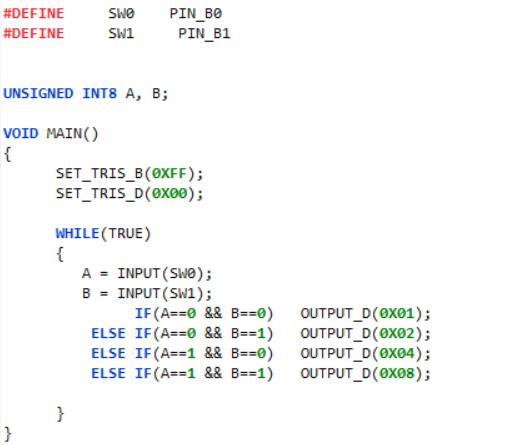 #DEFINE SW0 PIN_B0
#DEFINE SW1 PIN_B1
UNSIGNED INT8 A, B;
VOID MAIN()
{
SET_TRIS_B(0XFF);
SET_TRIS_D(0X00);
WHILE(TRUE)
{
A = INPUT(SW0);
B = INPUT(SW1);
IF(A==0 && B==0) OUTPUT_D(0X01);
ELSE IF(A==0 && B==1) OUTPUT_D(0X02);
ELSE IF(A==1 && B==0) OUTPUT_D(0X04);
ELSE IF(A==1 && B==1) OUTPUT_D(0X08);
}
}